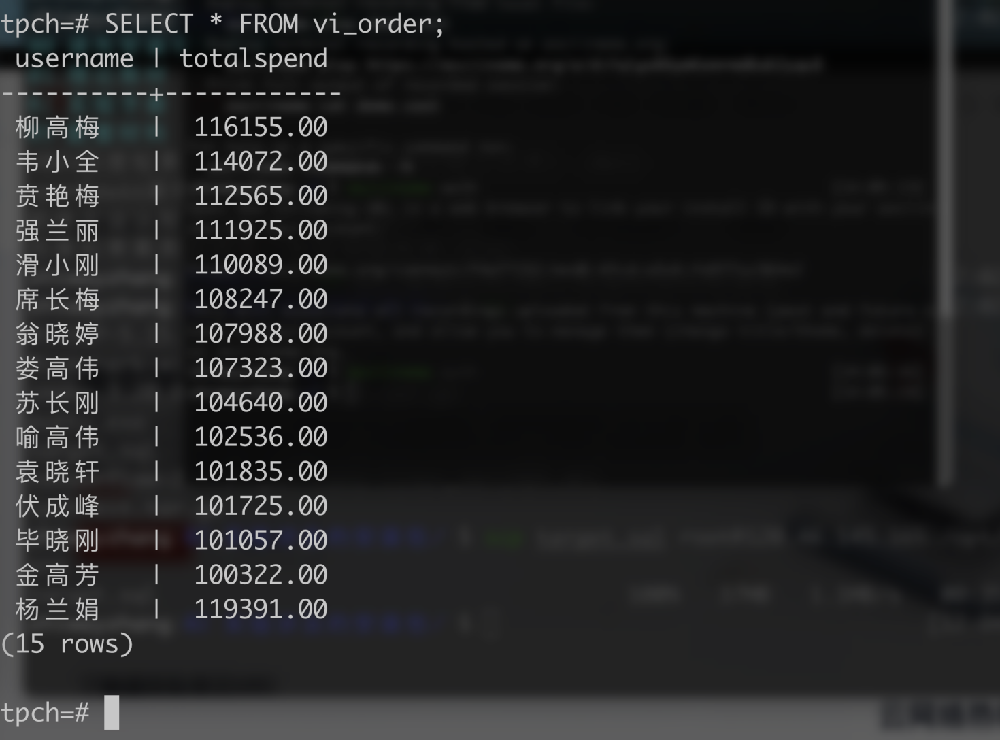 tpch=# SELECT * FROM vi_order;
 username | totalspend
----------+------------
 柳高梅   |  116155.00
 韦小全   |  114072.00
 贲艳梅   |  112565.00
 强兰丽   |  111925.00
 滑小刚   |  110089.00
 席长梅   |  108247.00
 翁晓婷   |  107988.00
 娄高伟   |  107323.00
 苏长刚   |  104640.00
 喻高伟   |  102536.00
 袁晓轩   |  101835.00
 伏成峰   |  101725.00
 毕晓刚   |  101057.00
 金高芳   |  100322.00
 杨兰娟   |  119391.00
(15 rows)
tpch=#